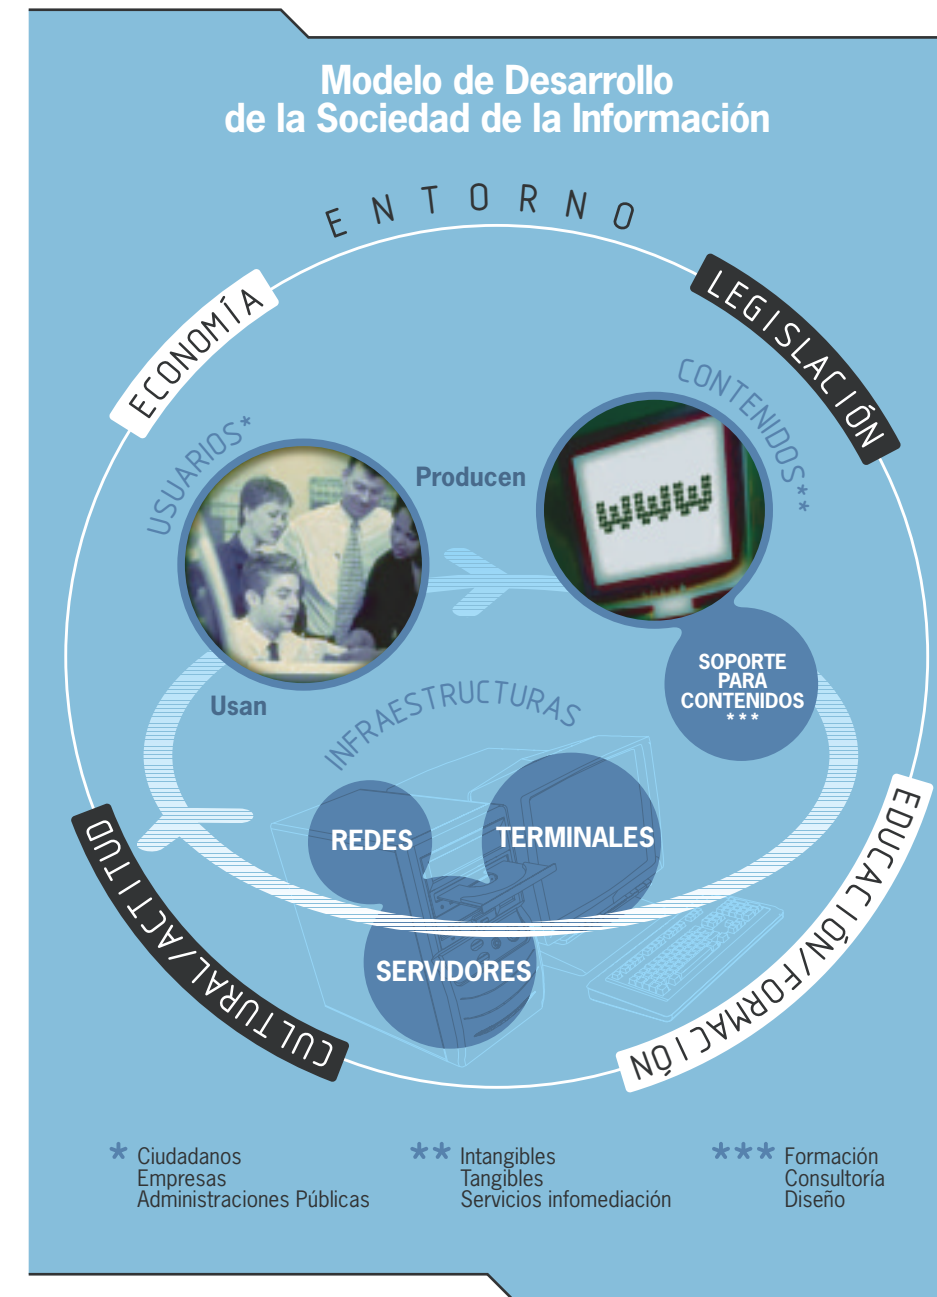 Modelo de Desarrollo
de la Sociedad de la Información
ENTORNO
ECONOMÍA
LEGISLACIÓN
USUARIOS*
Producen
CONTENIDOS**
www
Usan
INFRAESTRUCTURAS
SOPORTE
PARA
CONTENIDOS
***
REDES
TERMINALES
SERVIDORES
CULTURAL/ACTITUD
EDUCACIÓN/FORMACIÓN
* Ciudadanos
Empresas
Administraciones Públicas
** Intangibles
Tangibles
Servicios infomediación
*** Formación
Consultoría
Diseño